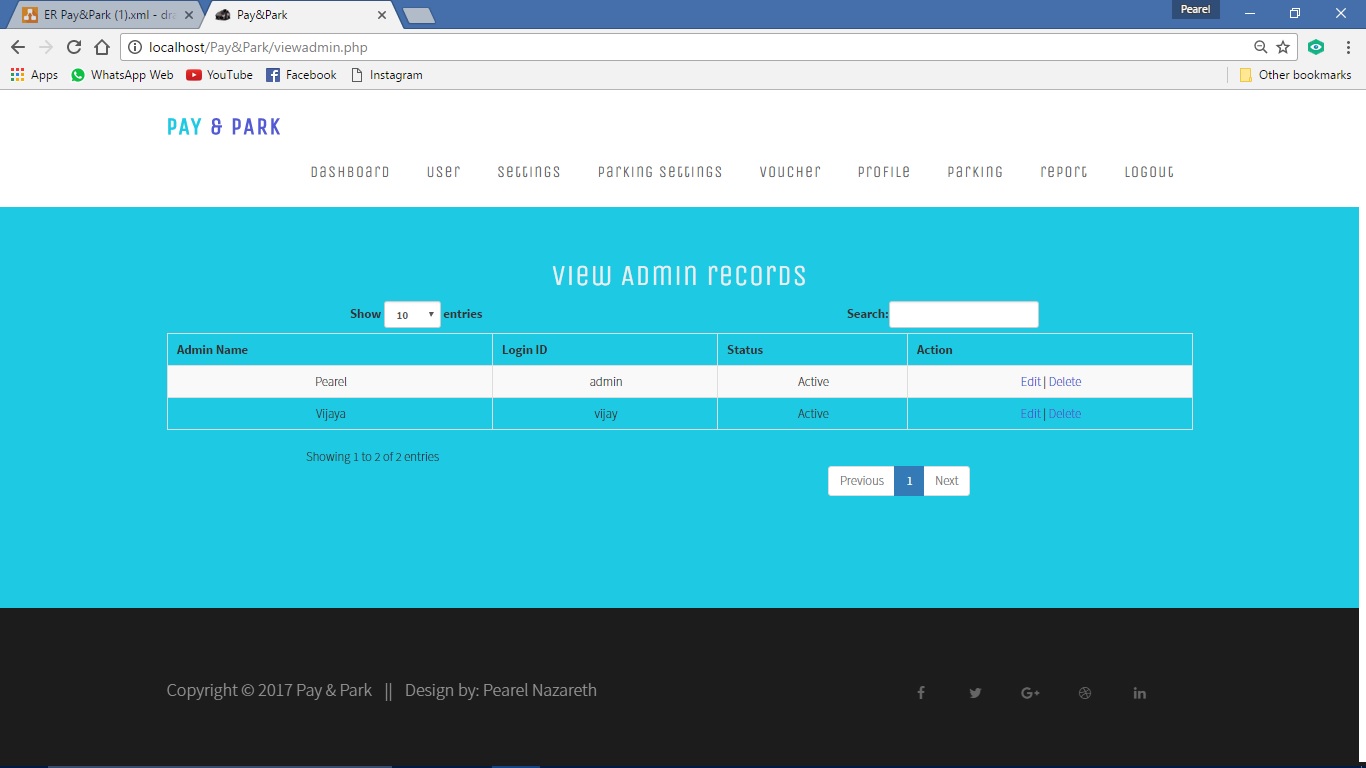 ER Pay&Park (1).xml - dra
Pay&Park
Pearel
localhost/Pay&Park/viewadmin.php
Apps WhatsApp Web YouTube Facebook Instagram Other bookmarks
PAY & PARK
Dashboard User Settings Parking Settings Voucher Profile Parking Report Logout
View Admin Records
Show 10 entries Search:
Admin Name Login ID Status Action
Pearel admin Active Edit | Delete
Vijaya vijay Active Edit | Delete
Showing 1 to 2 of 2 entries
Previous 1 Next
Copyright © 2017 Pay & Park || Design by: Pearel Nazareth